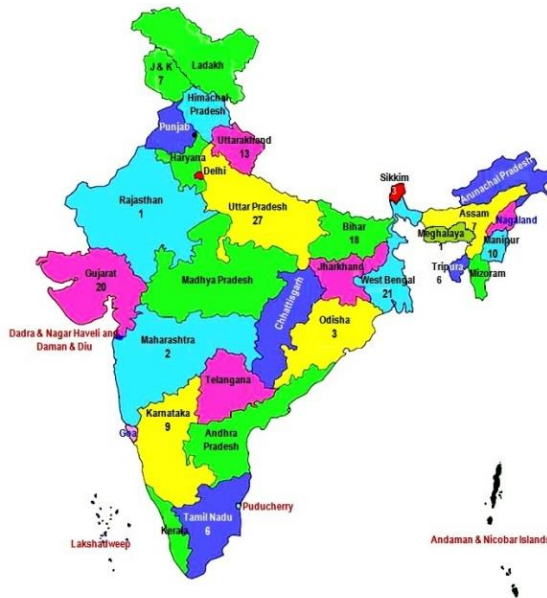 J & K
7
Ladakh
Himachal
Pradesh
Punjab
Uttarakhand
13
Haryana
Delhi
Rajasthan
1
Uttar Pradesh
27
Sikkim
3
Arunachal Pradesh
Assam
7
Nagaland
Meghalaya
1
Manipur
10
Tripura
6
Mizoram
Bihar
18
Jharkhand
West Bengal
21
Gujarat
20
Madhya Pradesh
Chhattisgarh
Odisha
3
Dadra & Nagar Haveli and
Daman & Diu
Maharashtra
2
Telangana
Karnataka
9
Goa
Andhra
Pradesh
Puducherry
Tamil Nadu
6
Kerala
Lakshadweep
Andaman & Nicobar Islands